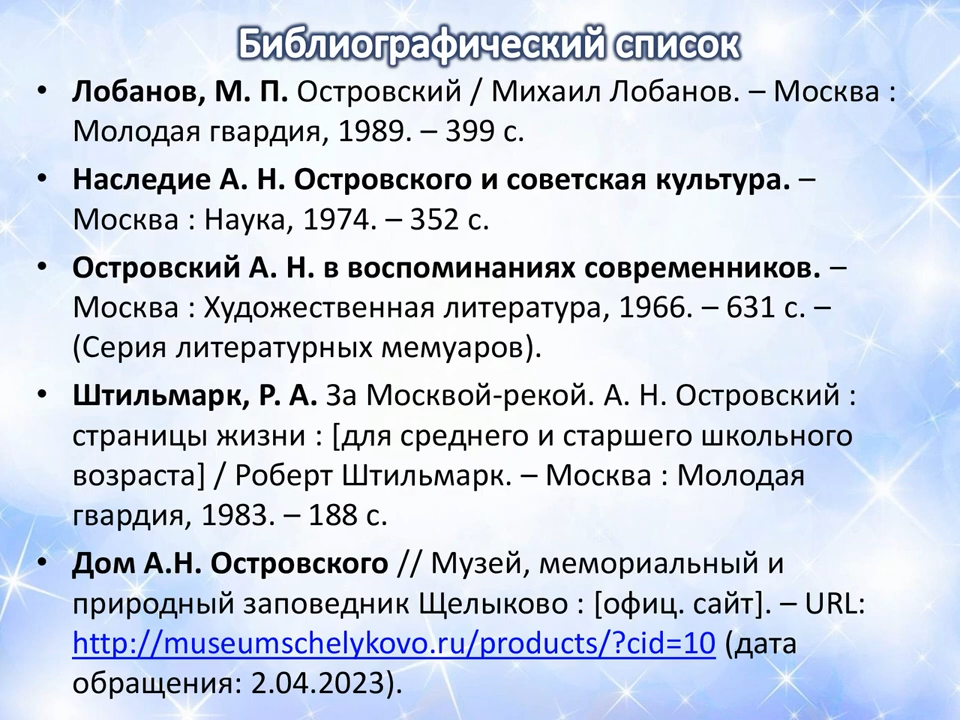 Библиографический список
• Лобанов, М. П. Островский / Михаил Лобанов. – Москва :
Молодая гвардия, 1989. – 399 с.
• Наследие А. Н. Островского и советская культура. –
Москва : Наука, 1974. – 352 с.
• Островский А. Н. в воспоминаниях современников. –
Москва : Художественная литература, 1966. – 631 с. –
(Серия литературных мемуаров).
• Штильмарк, Р. А. За Москвой-рекой. А. Н. Островский :
страницы жизни : [для среднего и старшего школьного
возраста] / Роберт Штильмарк. – Москва : Молодая
гвардия, 1983. – 188 с.
• Дом А.Н. Островского // Музей, мемориальный и
природный заповедник Щелыково : [офиц. сайт]. – URL:
http://museumschelykovo.ru/products/?cid=10 (дата
обращения: 2.04.2023).